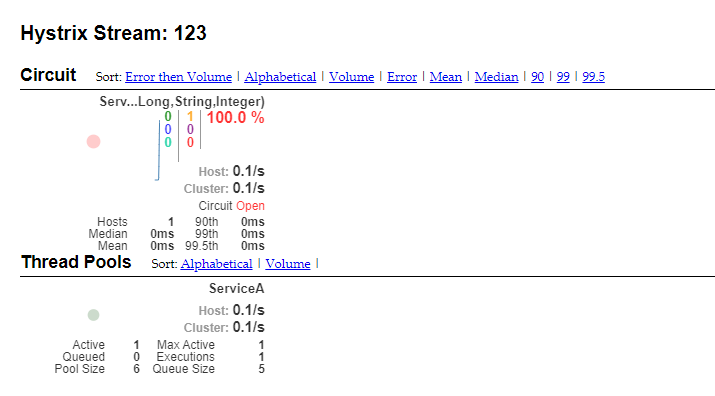 Hystrix Stream: 123
Circuit Sort: Error then Volume | Alphabetical | Volume | Error | Mean | Median | 90 | 99 | 99.5
Serv...Long,String,Integer)
0 1 100.0 %
0 0
0 0
Host: 0.1/s
Cluster: 0.1/s
Circuit Open
Hosts 1 90th 0ms
Median 0ms 99th 0ms
Mean 0ms 99.5th 0ms
Thread Pools Sort: Alphabetical | Volume |
ServiceA
Host: 0.1/s
Cluster: 0.1/s
Active 1 Max Active 1
Queued 0 Executions 1
Pool Size 6 Queue Size 5